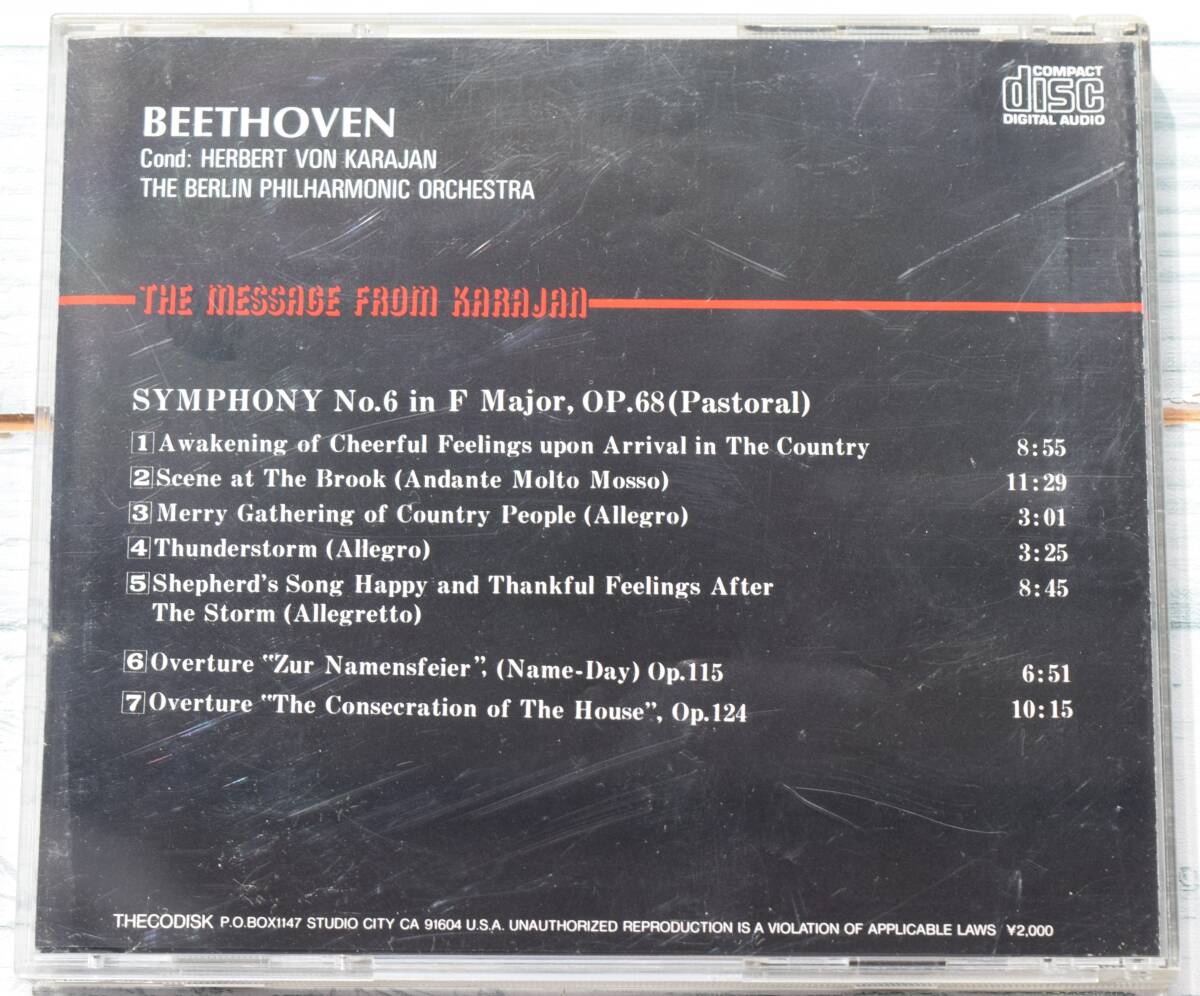 BEETHOVEN
Cond: HERBERT VON KARAJAN
THE BERLIN PHILHARMONIC ORCHESTRA
COMPACT
disc
DIGITAL AUDIO
THE MESSAGE FROM KARAJAN
SYMPHONY No.6 in F Major, OP.68(Pastoral)
1 Awakening of Cheerful Feelings upon Arrival in The Country 8:55
2 Scene at The Brook (Andante Molto Mosso) 11:29
3 Merry Gathering of Country People (Allegro) 3:01
4 Thunderstorm (Allegro) 3:25
5 Shepherd's Song Happy and Thankful Feelings After 8:45
The Storm (Allegretto)
6 Overture "Zur Namensfeier", (Name-Day) Op.115 6:51
7 Overture "The Consecration of The House", Op.124 10:15
THECODISK P.O.BOX1147 STUDIO CITY CA 91604 U.S.A. UNAUTHORIZED REPRODUCTION IS A VIOLATION OF APPLICABLE LAWS ¥2,000